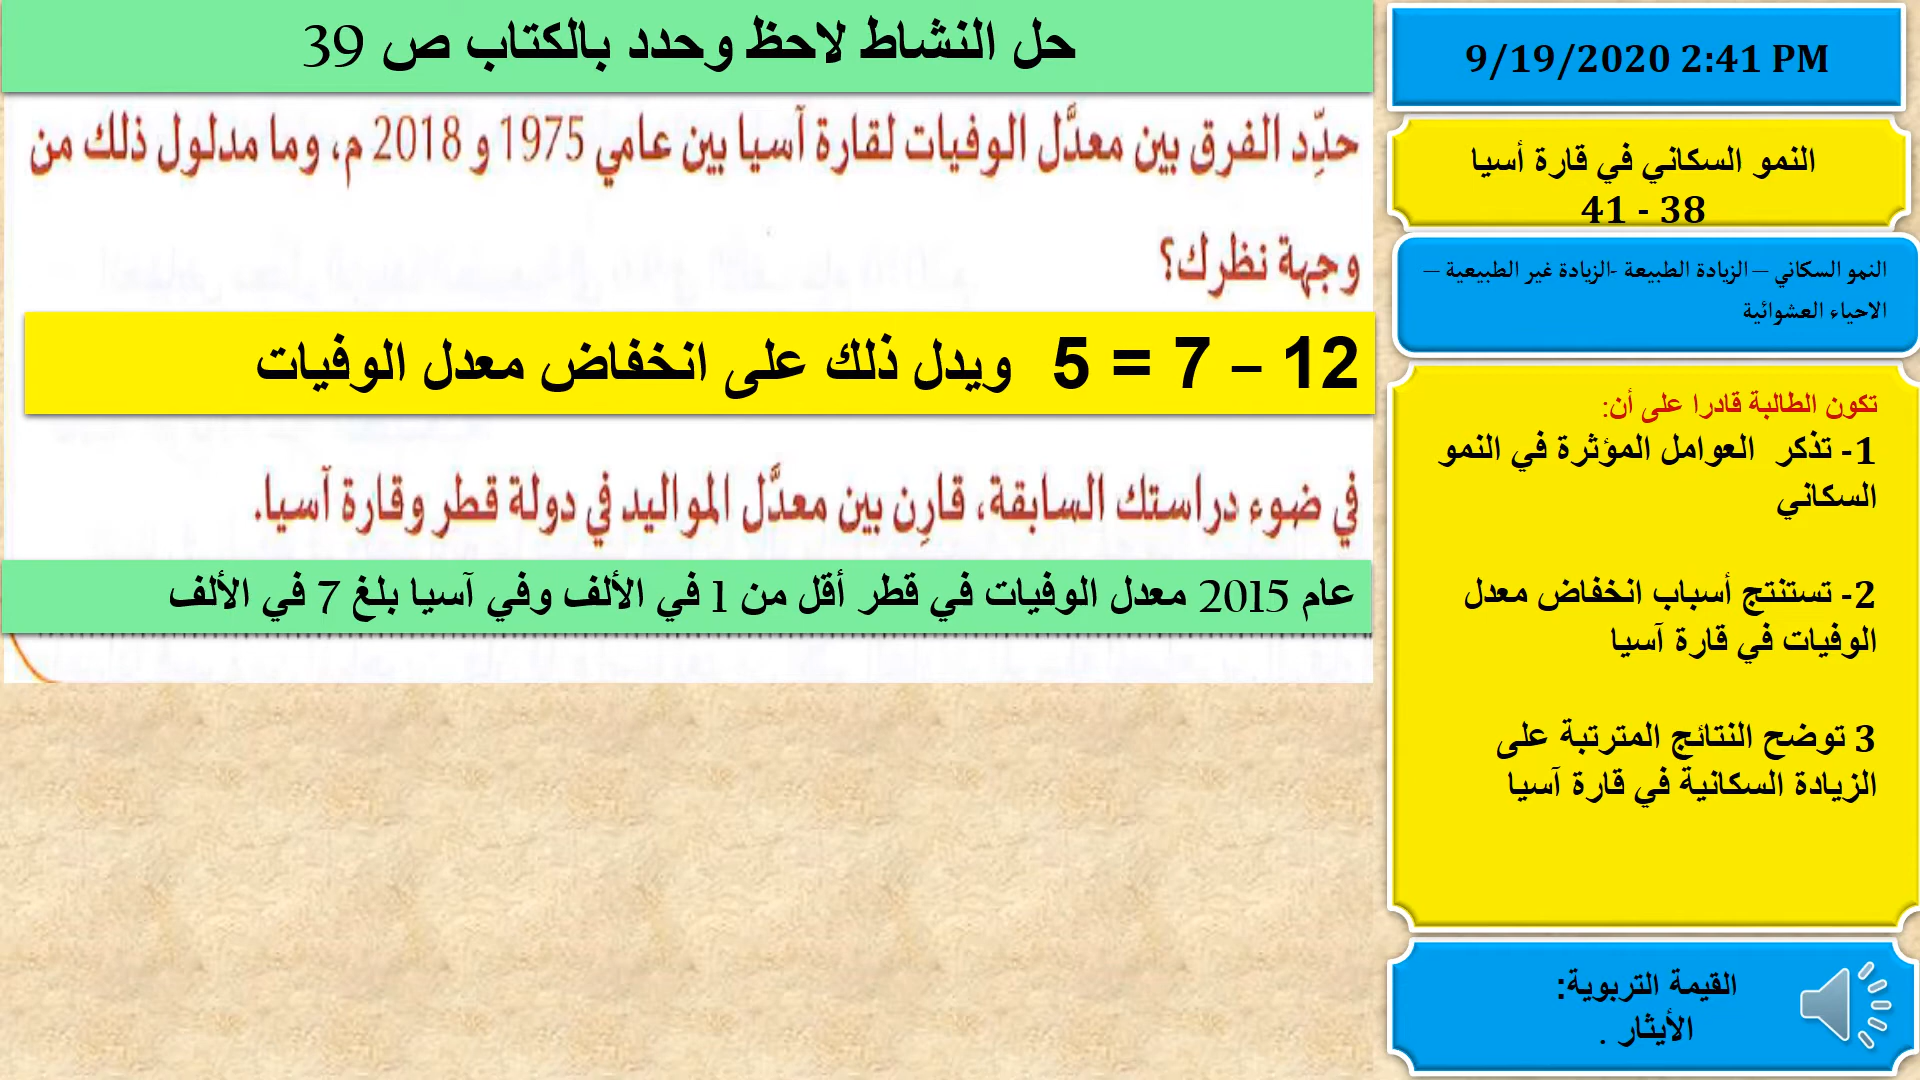 حل النشاط لاحظ وحدد بالكتاب ص 39
حدِّد الفرق بين معدَّل الوفيات لقارة آسيا بين عامي 1975 و 2018 م، وما مدلول ذلك من
وجهة نظرك؟
12 – 7 = 5 ويدل ذلك على انخفاض معدل الوفيات
في ضوء دراستك السابقة، قارِن بين معدَّل المواليد في دولة قطر وقارة آسيا.
عام 2015 معدل الوفيات في قطر أقل من 1 في الألف وفي آسيا بلغ 7 في الألف
9/19/2020 2:41 PM
النمو السكاني في قارة أسيا
38 - 41
النمو السكاني – الزيادة الطبيعة -الزيادة غير الطبيعية –
الاحياء العشوائية
تكون الطالبة قادرا على أن:
1- تذكر العوامل المؤثرة في النمو
السكاني
2- تستنتج أسباب انخفاض معدل
الوفيات في قارة آسيا
3 توضح النتائج المترتبة على
الزيادة السكانية في قارة آسيا
القيمة التربوية:
الأيثار .